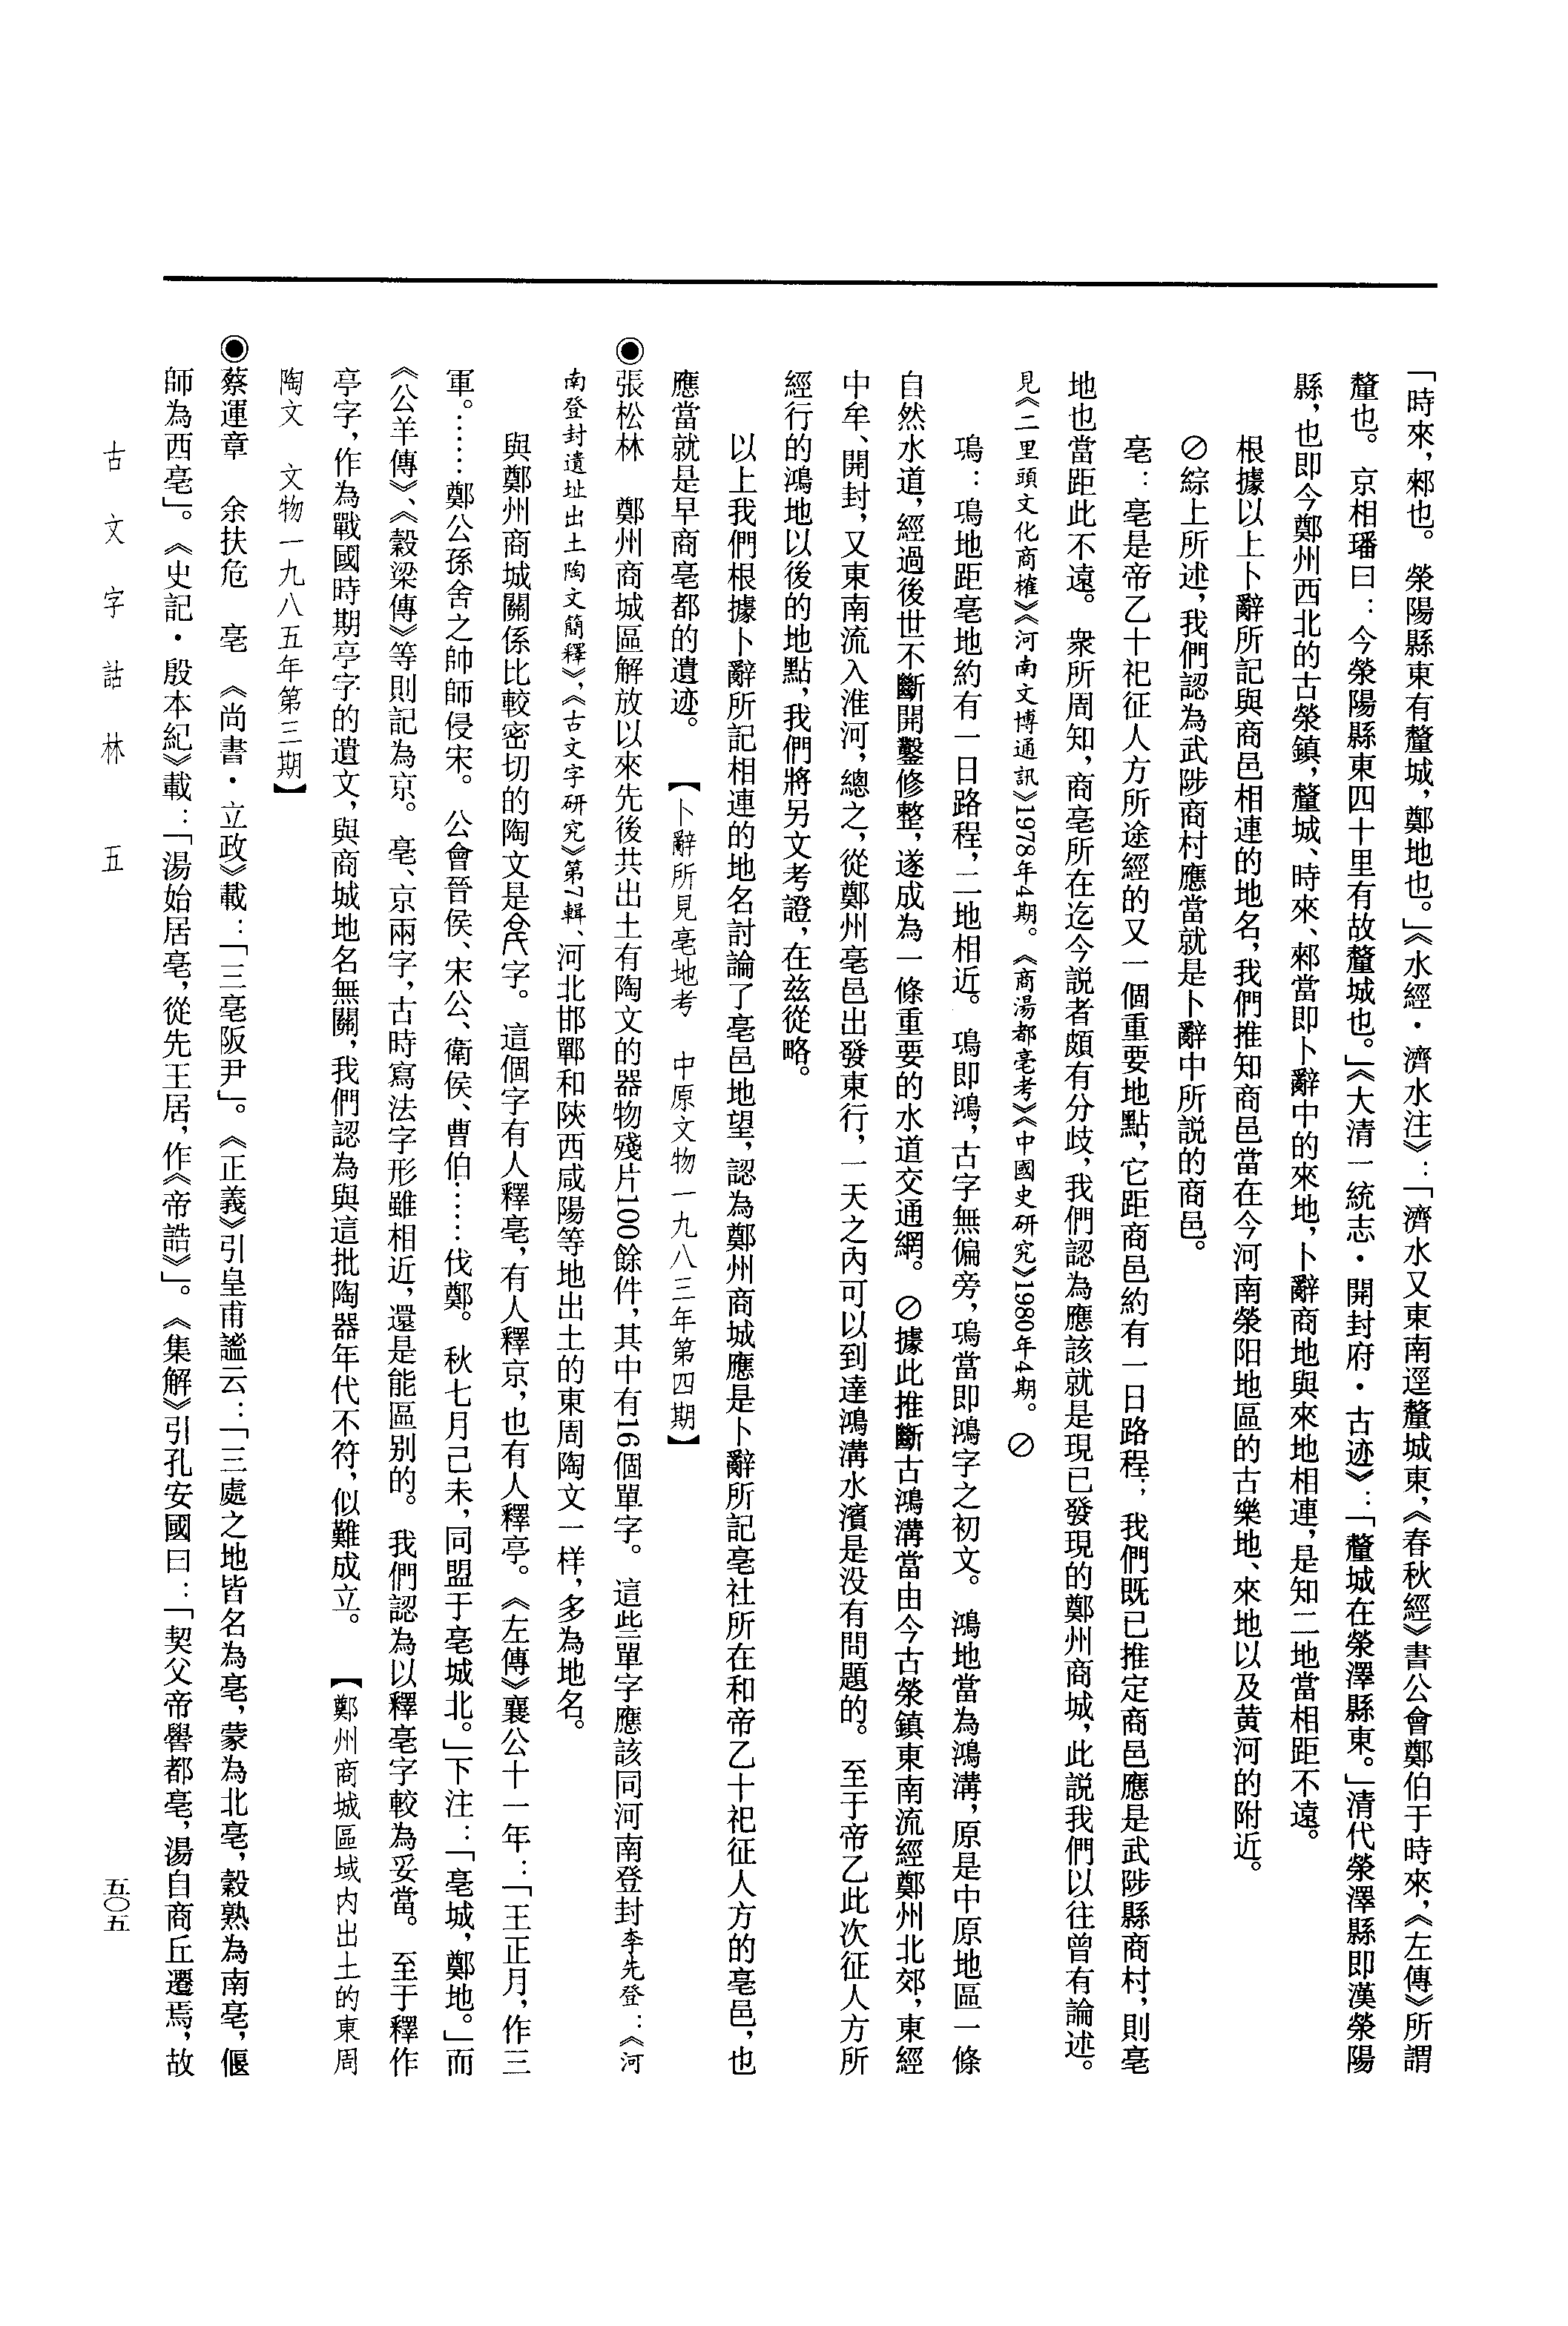 「時來，郲也。滎陽縣東有釐城，鄭地也。」《水經·濟水注》：「濟水又東南逕釐城東，《春秋經》書公會鄭伯于時來，《左傳》所謂
釐也。京相璠曰：今滎陽縣東四十里有故釐城也。」《大清一統志·開封府·古迹》：「釐城在滎澤縣東。」清代滎澤縣即漢滎陽
縣，也即今鄭州西北的古滎鎮，釐城、時來、郲當即卜辭中的來地，卜辭商地與來地相連，是知二地當相距不遠。
根據以上卜辭所記與商邑相連的地名，我們推知商邑當在今河南滎阳地區的古樂地、來地以及黄河的附近。
⊘綜上所述，我們認為武陟商村應當就是卜辭中所説的商邑。
亳：亳是帝乙十祀征人方所途經的又一個重要地點，它距商邑約有一日路程；我們既已推定商邑應是武陟縣商村，則亳
地也當距此不遠。衆所周知，商亳所在迄今説者頗有分歧，我們認為應該就是現已發現的鄭州商城，此説我們以往曾有論述。
見《二里頭文化商榷》《河南文博通訊》1978年4期。《商湯都亳考》《中國史研究》1980年4期。⊘
鳿：鳿地距亳地約有一日路程，二地相近。鳿即鴻，古字無偏旁，鳿當即鴻字之初文。鴻地當為鴻溝，原是中原地區一條
自然水道，經過後世不斷開鑿修整，遂成為一條重要的水道交通網。⊘據此推斷古鴻溝當由今古滎鎮東南流經鄭州北郊，東經
中牟、開封，又東南流入淮河，總之，從鄭州亳邑出發東行，一天之內可以到達鴻溝水濱是没有問題的。至于帝乙此次征人方所
經行的鴻地以後的地點，我們將另文考證，在兹從略。
以上我們根據卜辭所記相連的地名討論了亳邑地望，認為鄭州商城應是卜辭所記亳社所在和帝乙十祀征人方的亳邑，也
應當就是早商亳都的遺迹。【卜辭所見亳地考　中原文物一九八三年第四期】
◉張松林　鄭州商城區解放以來先後共出土有陶文的器物殘片100餘件，其中有16個單字。這些單字應該同河南登封李先登：《河
南登封遺址出土陶文簡釋》，《古文字研究》第7輯、河北邯鄲和陝西咸陽等地出土的東周陶文一样，多為地名。
與鄭州商城關係比較密切的陶文是字。這個字有人釋亳，有人釋京，也有人釋亭。《左傳》襄公十一年：「王正月，作三
軍。……鄭公孫舍之帥師侵宋。公會晉侯、宋公、衛侯、曹伯……伐鄭。秋七月己未，同盟于亳城北。」下注：「亳城，鄭地。」而
《公羊傳》、《穀梁傳》等則記為京。亳、京兩字，古時寫法字形雖相近，還是能區别的。我們認為以釋亳字較為妥當。至于釋作
亭字，作為戰國時期亭字的遺文，與商城地名無關，我們認為與這批陶器年代不符，似難成立。【鄭州商城區域内出土的東周
陶文　文物一九八五年第三期】
◉蔡運章　余扶危　亳　《尚書·立政》載：「三亳阪尹」。《正義》引皇甫謐云：「三處之地皆名為亳，蒙為北亳，穀熟為南亳，偃
師為西亳」。《史記·殷本紀》載：「湯始居亳，從先王居，作《帝誥》」。《集解》引孔安國曰：「契父帝嚳都亳，湯自商丘遷焉，故
古文字詁林　五
五〇五